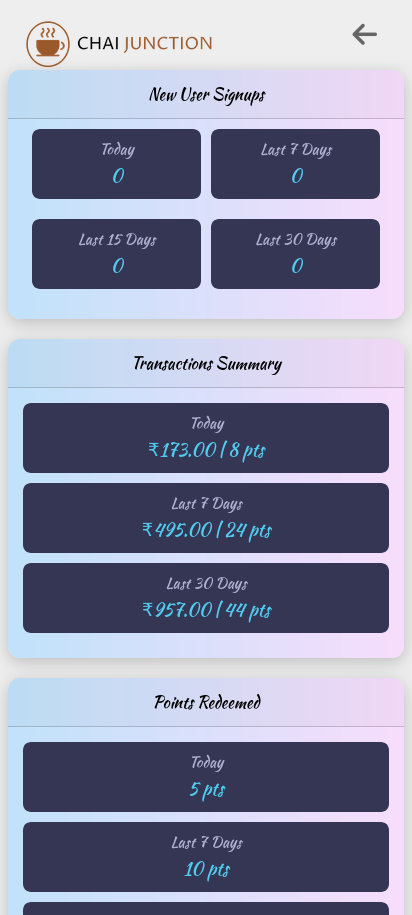 CHAI JUNCTION
New User Signups
Today
0
Last 7 Days
0
Last 15 Days
0
Last 30 Days
0
Transactions Summary
Today
₹173.00 | 8 pts
Last 7 Days
₹495.00 | 24 pts
Last 30 Days
₹957.00 | 44 pts
Points Redeemed
Today
5 pts
Last 7 Days
10 pts